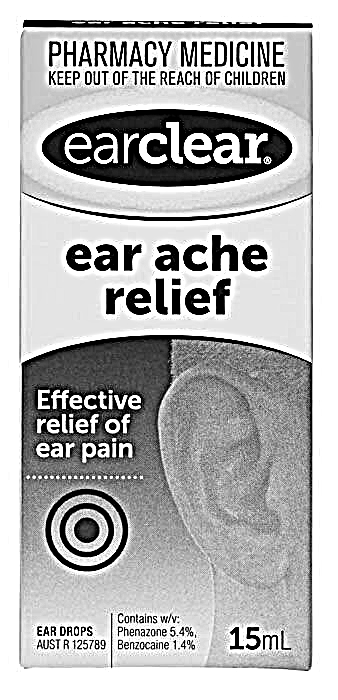 PHARMACY MEDICINE
KEEP OUT OF THE REACH OF CHILDREN
earclear®
ear ache
relief
Effective
relief of
ear pain
EAR DROPS
AUST R 125789
Contains w/v:
Phenazone 5.4%,
Benzocaine 1.4%
15mL